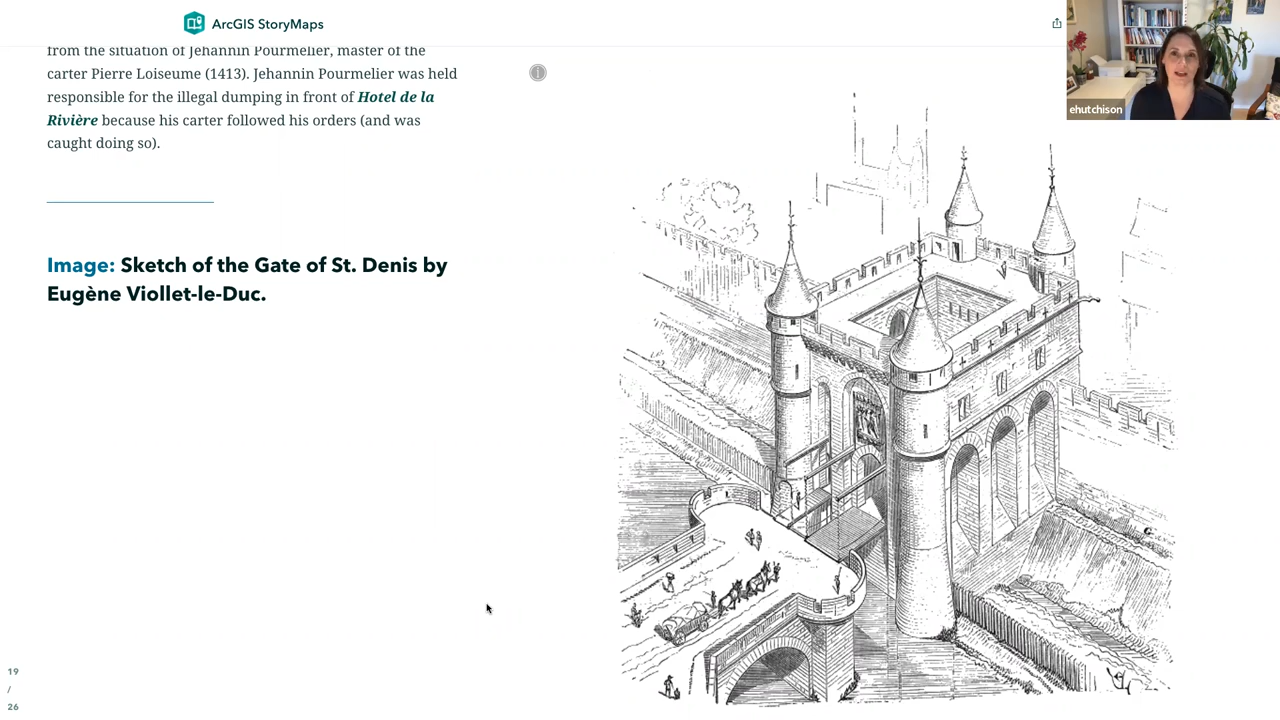 ArcGIS StoryMaps
from the situation of Jehannin Pourmelier, master of the
carter Pierre Loiseume (1413). Jehannin Pourmelier was held
responsible for the illegal dumping in front of Hotel de la
Rivière because his carter followed his orders (and was
caught doing so).
Image: Sketch of the Gate of St. Denis by
Eugène Viollet-le-Duc.
ehutchison
19
/
26